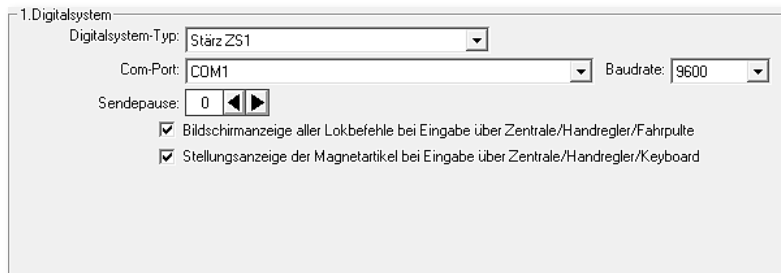 1.Digitalsystem
Digitalsystem-Typ: Stärz ZS1
Com-Port: COM1 Baudrate: 9600
Sendepause: 0
Bildschirmanzeige aller Lokbefehle bei Eingabe über Zentrale/Handregler/Fahrpulte
Stellungsanzeige der Magnetartikel bei Eingabe über Zentrale/Handregler/Keyboard